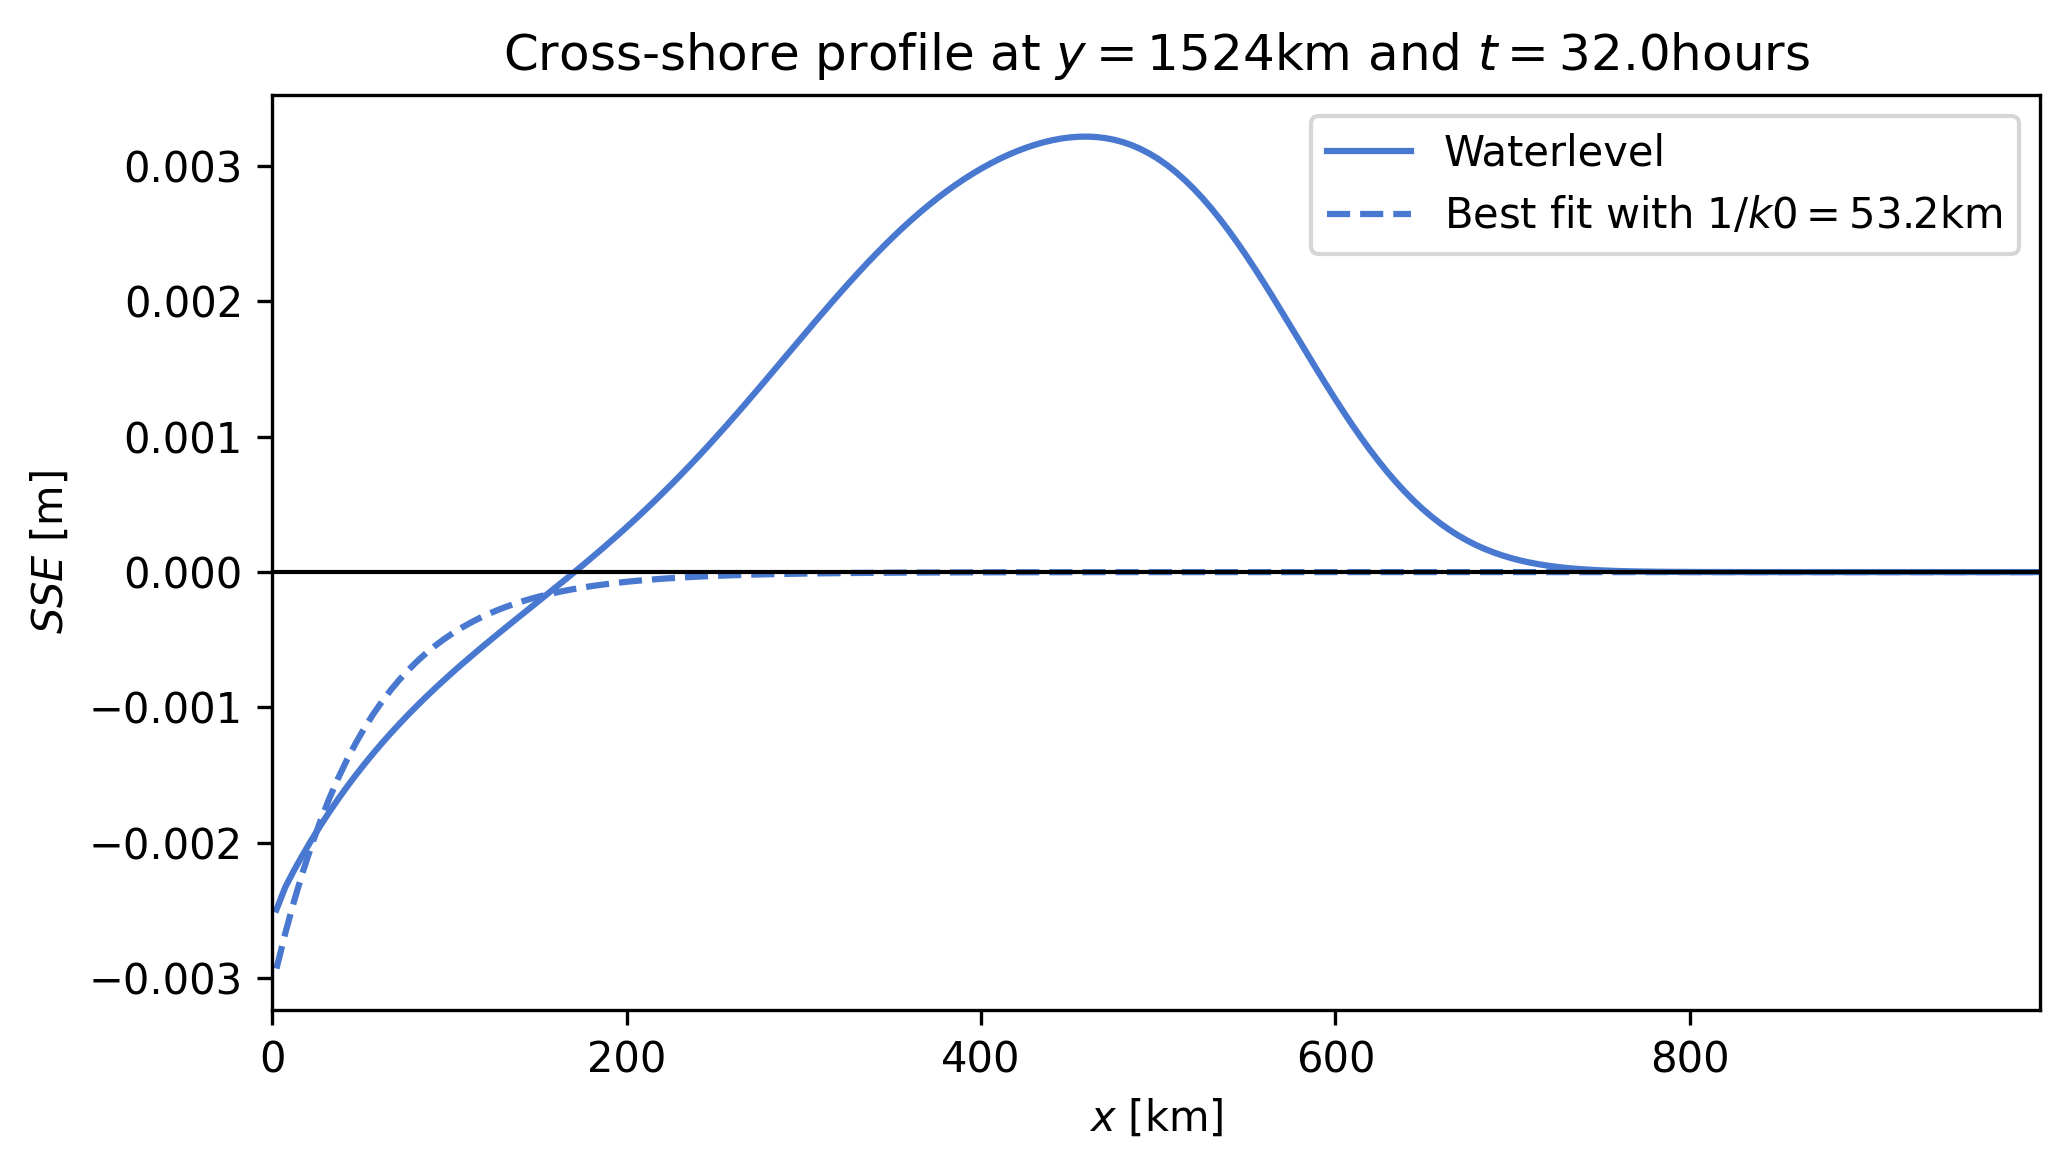 Cross-shore profile at y = 1524km and t = 32.0hours
Waterlevel
Best fit with 1/k0 = 53.2km
0.003
0.002
0.001
0.000
−0.001
−0.002
−0.003
SSE [m]
0 200 400 600 800
x [km]